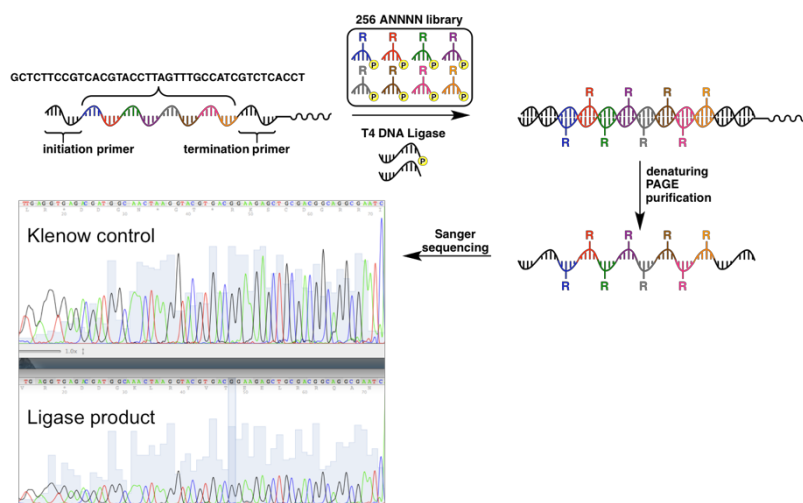 256 ANNNN library
R R R R
P P P P
R R R R
P P P P
GCTCTTCCGTCACGTACCTTAGTTTGCCATCGTCTCACCT
initiation primer
termination primer
T4 DNA Ligase
P
R R R R
R R R R
denaturing
PAGE
purification
Sanger
sequencing
R R R R
R R R R
Klenow control
Ligase product